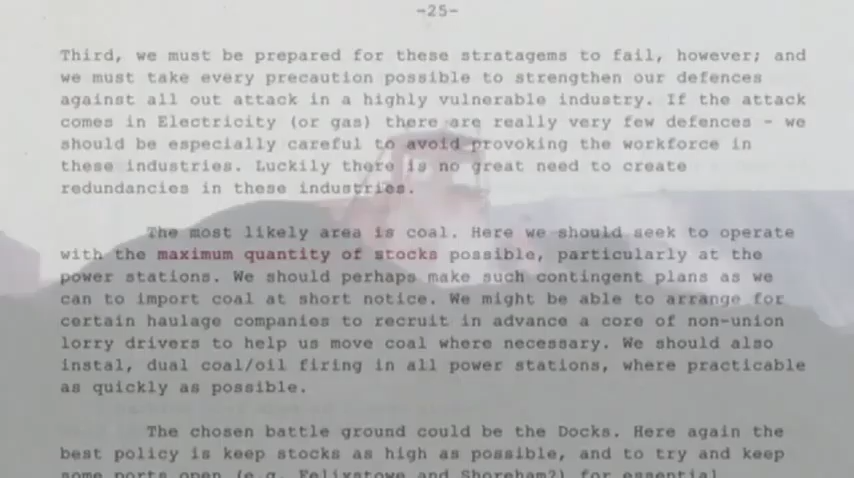 -25-
Third, we must be prepared for these stratagems to fail, however; and
we must take every precaution possible to strengthen our defences
against all out attack in a highly vulnerable industry. If the attack
comes in Electricity (or gas) there are really very few defences - we
should be especially careful to avoid provoking the workforce in
these industries. Luckily there is no great need to create
redundancies in these industries.
The most likely area is coal. Here we should seek to operate
with the maximum quantity of stocks possible, particularly at the
power stations. We should perhaps make such contingent plans as we
can to import coal at short notice. We might be able to arrange for
certain haulage companies to recruit in advance a core of non-union
lorry drivers to help us move coal where necessary. We should also
instal, dual coal/oil firing in all power stations, where practicable
as quickly as possible.
The chosen battle ground could be the Docks. Here again the
best policy is keep stocks as high as possible, and to try and keep
some ports open (e.g. Felixstowe and Shoreham?) for essential